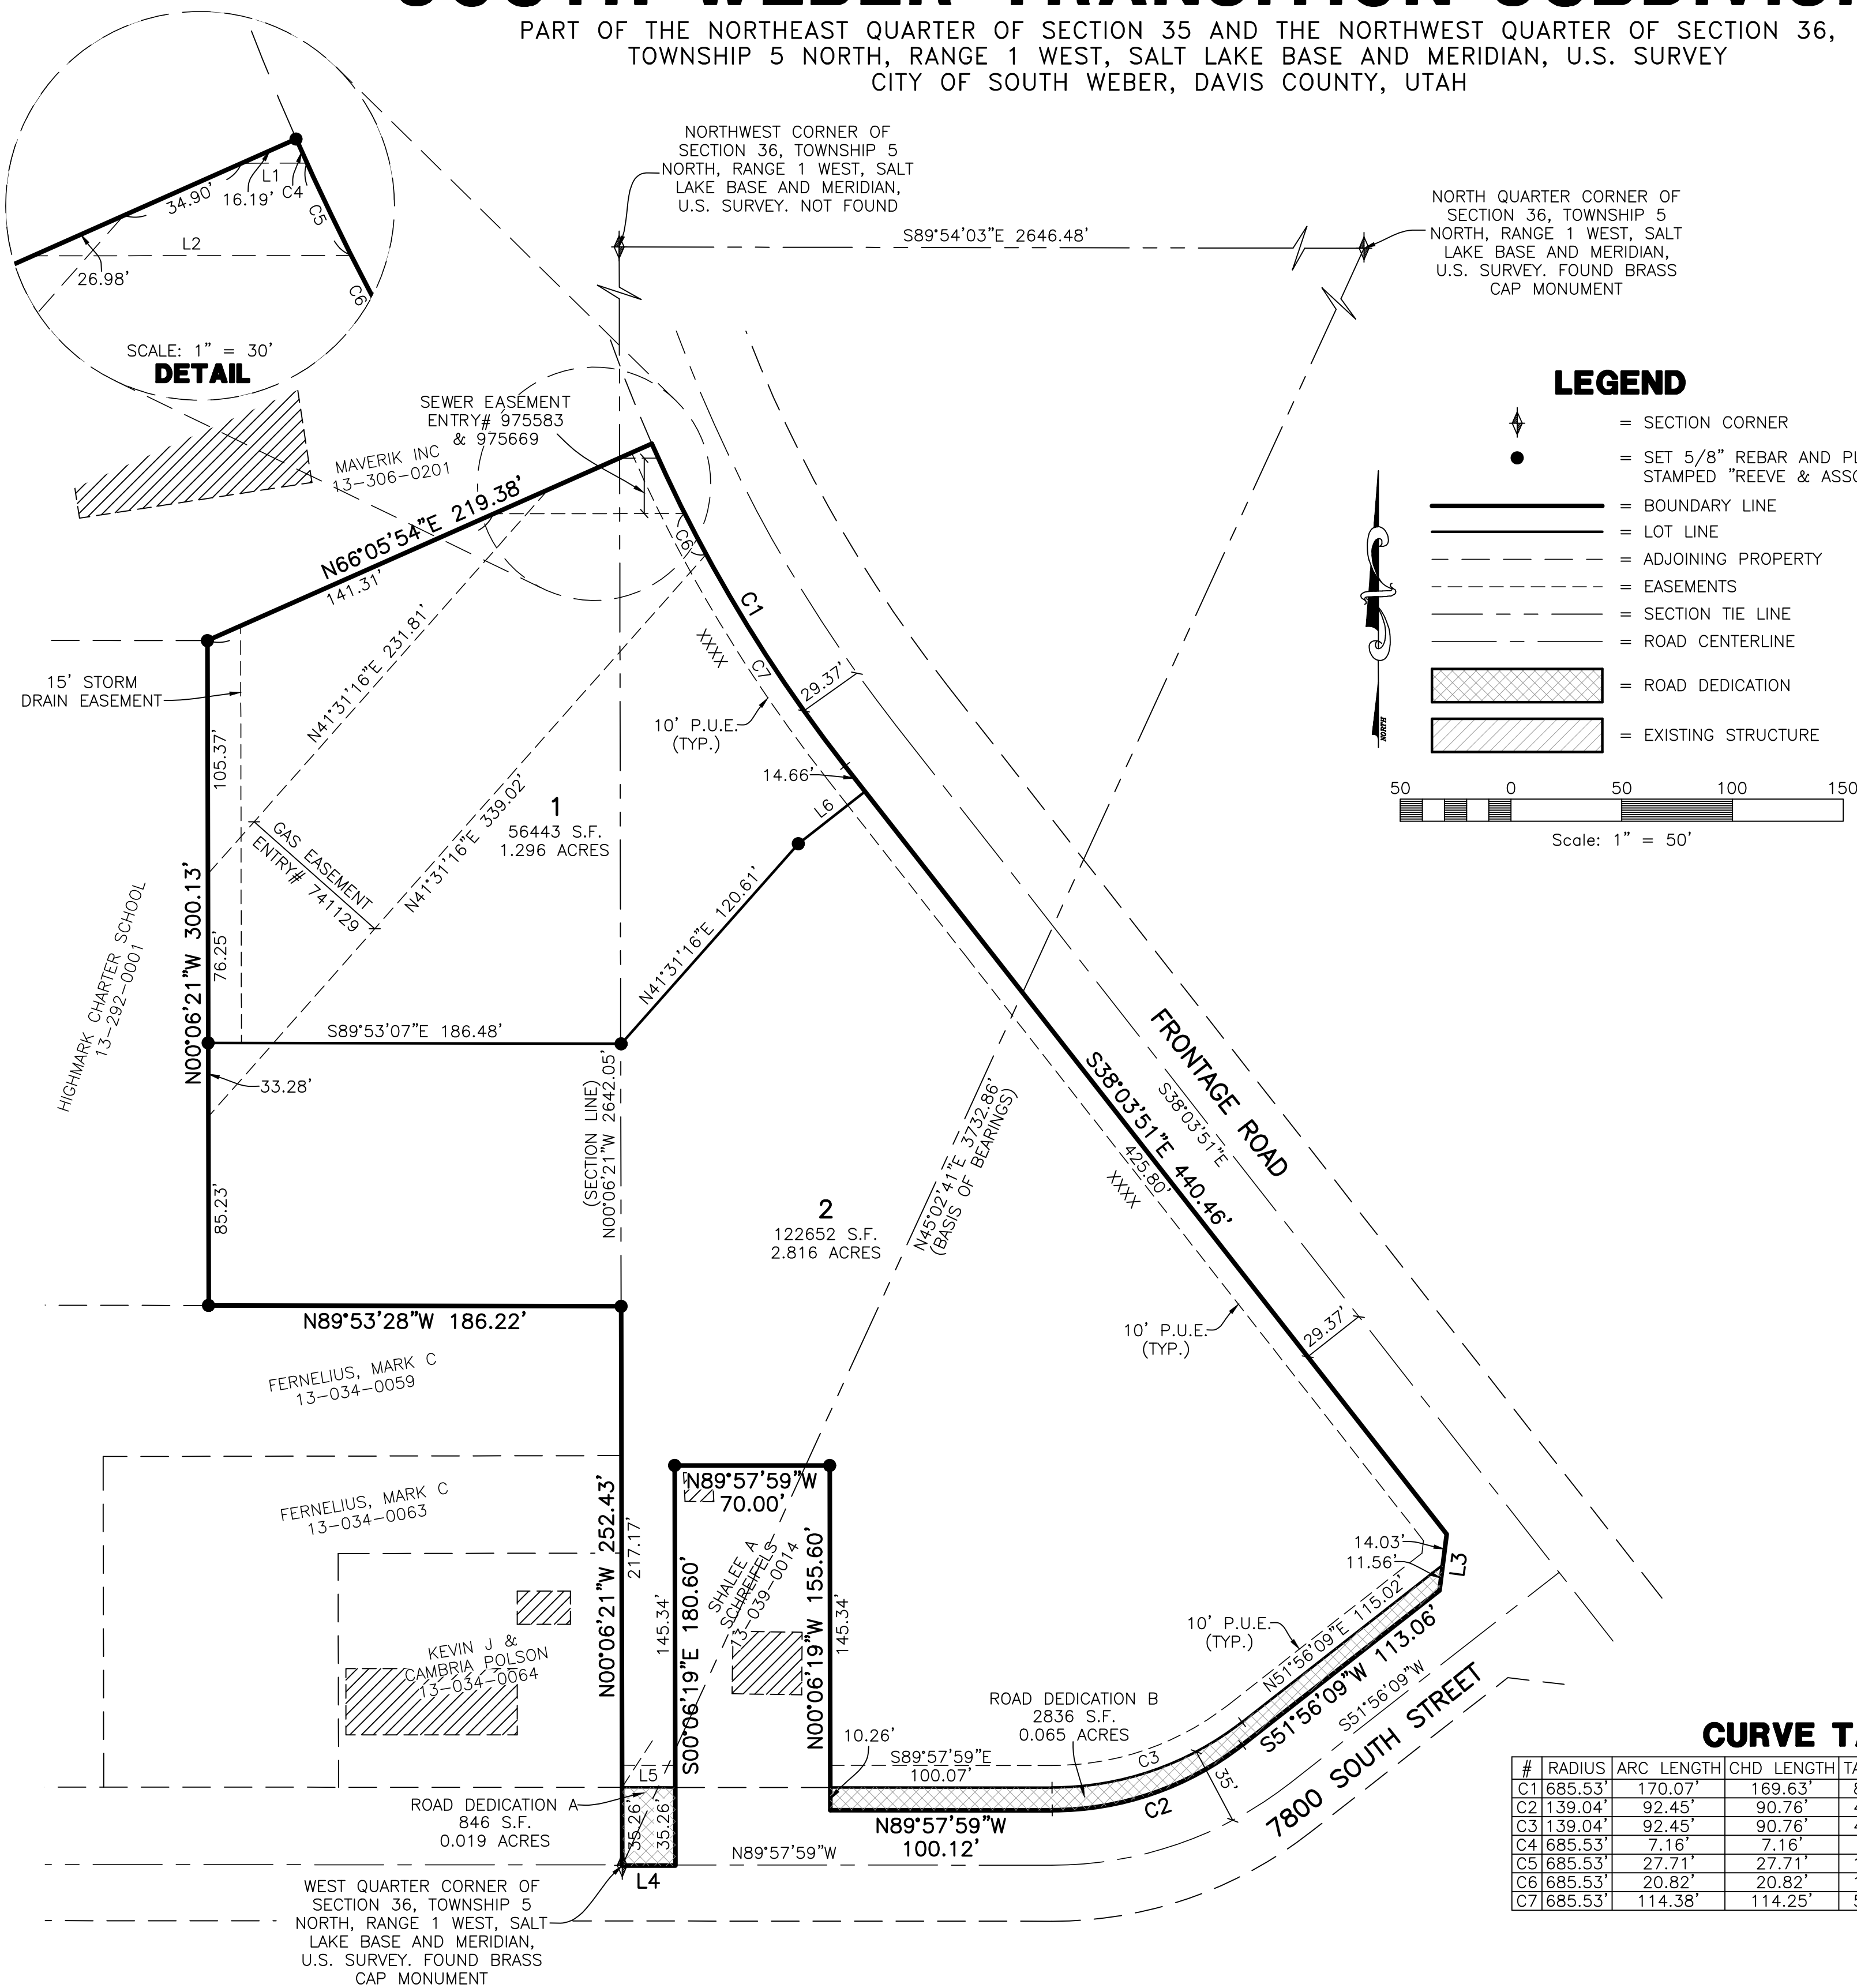 PART OF THE NORTHEAST QUARTER OF SECTION 35 AND THE NORTHWEST QUARTER OF SECTION 36,
TOWNSHIP 5 NORTH, RANGE 1 WEST, SALT LAKE BASE AND MERIDIAN, U.S. SURVEY
CITY OF SOUTH WEBER, DAVIS COUNTY, UTAH
34.90'
16.19'
L1
C4
C5
L2
26.98'
C6
SCALE: 1" = 30'
DETAIL
NORTHWEST CORNER OF
SECTION 36, TOWNSHIP 5
NORTH, RANGE 1 WEST, SALT
LAKE BASE AND MERIDIAN,
U.S. SURVEY. NOT FOUND
S89°54'03"E 2646.48'
NORTH QUARTER CORNER OF
SECTION 36, TOWNSHIP 5
NORTH, RANGE 1 WEST, SALT
LAKE BASE AND MERIDIAN,
U.S. SURVEY. FOUND BRASS
CAP MONUMENT
LEGEND
= SECTION CORNER
= SET 5/8" REBAR AND
STAMPED "REEVE &
= BOUNDARY LINE
= LOT LINE
= ADJOINING PROPERTY
= EASEMENTS
= SECTION TIE LINE
= ROAD CENTERLINE
= ROAD DEDICATION
= EXISTING STRUCTURE
NORTH
50 0 50 100 150
Scale: 1" = 50'
SEWER EASEMENT
ENTRY# 975583
& 975669
MAVERIK INC
13-306-0201
N66°05'54"E 219.38'
141.31'
15' STORM
DRAIN EASEMENT
N41°31'16"E 231.81'
C6
C1
XXXX
C7
29.37'
10' P.U.E.
(TYP.)
14.66'
L6
105.37'
1
56443 S.F.
1.296 ACRES
N41°31'16"E 339.02'
GAS EASEMENT
ENTRY# 741129
HIGHMARK CHARTER SCHOOL
13-292-0001
N00°06'21"W 300.13'
76.25'
N41°31'16"E 120.61'
S89°53'07"E 186.48'
33.28'
(SECTION LINE)
N00°06'21"W 2642.05'
85.23'
FRONTAGE ROAD
S38°03'51"E
S38°03'51"E 440.46'
425.80'
XXXX
N45°02'41"E 3732.86'
(BASIS OF BEARINGS)
2
122652 S.F.
2.816 ACRES
N89°53'28"W 186.22'
10' P.U.E.
(TYP.)
29.37'
FERNELIUS, MARK C
13-034-0059
FERNELIUS, MARK C
13-034-0063
N89°57'59"W
70.00'
N00°06'21"W 252.43'
217.17'
145.34'
S00°06'19"E 180.60'
SHALEE A
SCHREIFELS
13-039-0014
N00°06'19"W 155.60'
145.34'
14.03'
11.56'
L3
KEVIN J &
CAMBRIA POLSON
13-034-0064
10' P.U.E.
(TYP.)
N51°56'09"E 115.02'
S51°56'09"W 113.06'
S51°56'09"W
7800 SOUTH STREET
ROAD DEDICATION B
2836 S.F.
0.065 ACRES
10.26'
S89°57'59"E
100.07'
C3
35'
C2
N89°57'59"W
100.12'
L5
ROAD DEDICATION A
846 S.F.
0.019 ACRES
35.26'
35.26'
L4
N89°57'59"W
WEST QUARTER CORNER OF
SECTION 36, TOWNSHIP 5
NORTH, RANGE 1 WEST, SALT
LAKE BASE AND MERIDIAN,
U.S. SURVEY. FOUND BRASS
CAP MONUMENT
CURVE
# RADIUS ARC LENGTH CHD LENGTH
C1 685.53' 170.07' 169.63'
C2 139.04' 92.45' 90.76'
C3 139.04' 92.45' 90.76'
C4 685.53' 7.16' 7.16'
C5 685.53' 27.71' 27.71'
C6 685.53' 20.82' 20.82'
C7 685.53' 114.38' 114.25'